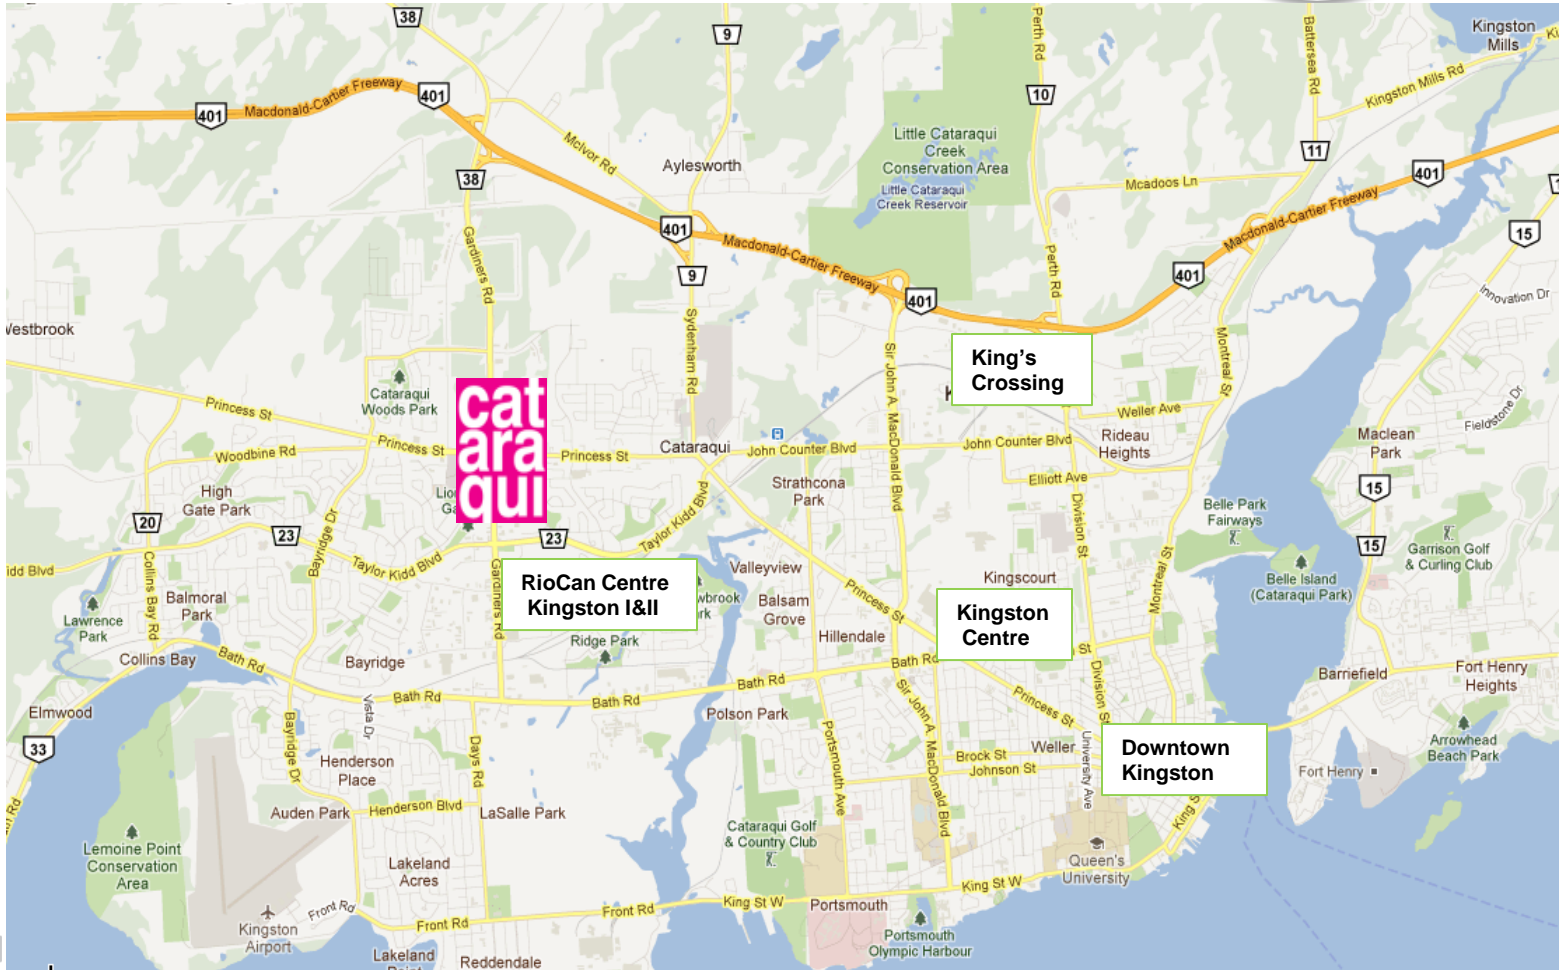 38
9
Perth Rd
Battersea Rd
Kingston
Mills
Kingston Mills Rd
401
Macdonald-Cartier Freeway
401
10
McIvor Rd
Aylesworth
Little Cataraqui
Creek
Conservation Area
Little Cataraqui
Creek Reservoir
11
401
38
Mcadoos Ln
Macdonald-Cartier Freeway
401
Macdonald-Cartier Freeway
15
Gardiners Rd
9
Perth Rd
401
401
Innovation Dr
Westbrook
Sydenham Rd
Sir John A. MacDonald Blvd
King's
Crossing
Montreal St
Cataraqui
Woods Park
cat
ara
qui
Princess St
Weller Ave
Fieldstone Dr
Woodbine Rd
Princess St
Princess St
Cataraqui
John Counter Blvd
John Counter Blvd
Rideau
Heights
Maclean
Park
High
Gate Park
Strathcona
Park
Elliott Ave
15
20
23
Bayridge Dr
23
Taylor Kidd Blvd
Division St
Belle Park
Fairways
Taylor Kidd Blvd
15
Garrison Golf
& Curling Club
Collins Bay Rd
Gardiners Rd
RioCan Centre
Kingston I&II
Valleyview
Kingscourt
Montreal St
Belle Island
(Cataraqui Park)
Lawrence
Park
Balmoral
Park
Balsam
Grove
Princess St
Kingston
Centre
Hillendale
Ridge Park
Collins Bay
Bath Rd
Bayridge
Bath Rd
St
Division St
Barriefield
Fort Henry
Heights
Bath Rd
Bath Rd
Bath Rd
Elmwood
Vista Dr
Polson Park
Sir John A. MacDonald Blvd
Princess St
33
Bayridge Dr
Days Rd
Portsmouth Ave
Brock St
Weller
University Ave
Downtown
Kingston
Arrowhead
Beach Park
Henderson
Place
Johnson St
Fort Henry
Auden Park
Henderson Blvd
LaSalle Park
King S
Lemoine Point
Conservation
Area
Cataraqui Golf
& Country Club
Lakeland
Acres
Queen's
University
King St W
Front Rd
Front Rd
Front Rd
King St W
Portsmouth
Kingston
Airport
Portsmouth
Olympic Harbour
Lakeland
Reddendale